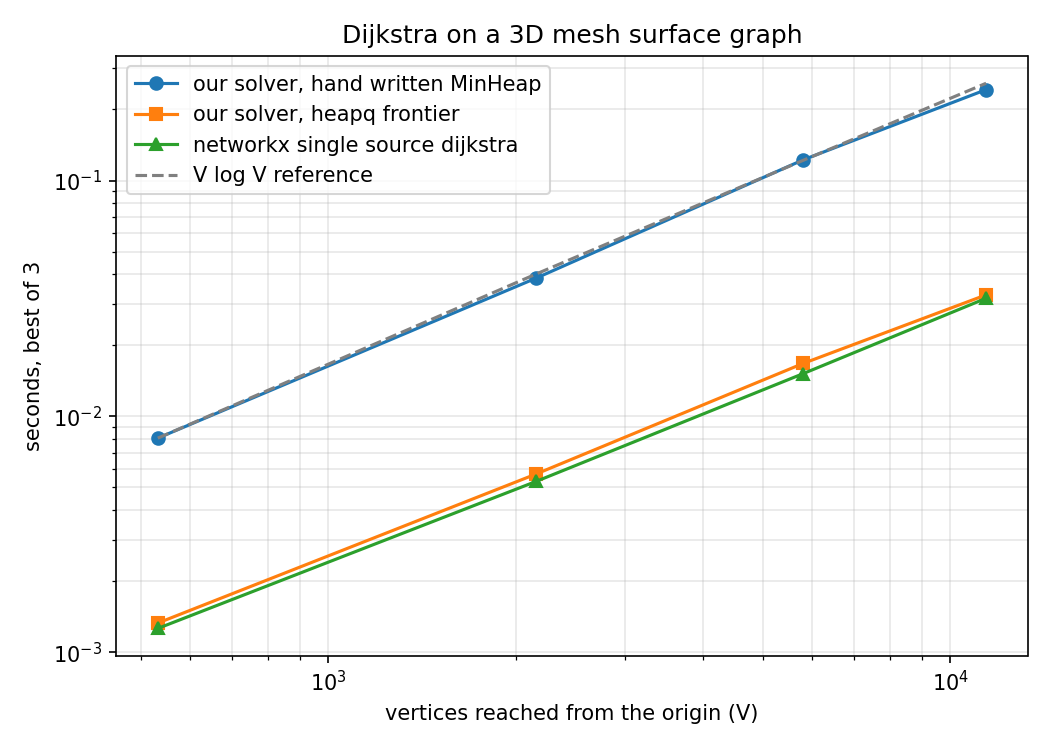 Dijkstra on a 3D mesh surface graph
our solver, hand written MinHeap
our solver, heapq frontier
networkx single source dijkstra
V log V reference
seconds, best of 3
10⁻¹
10⁻²
10⁻³
10³
10⁴
vertices reached from the origin (V)